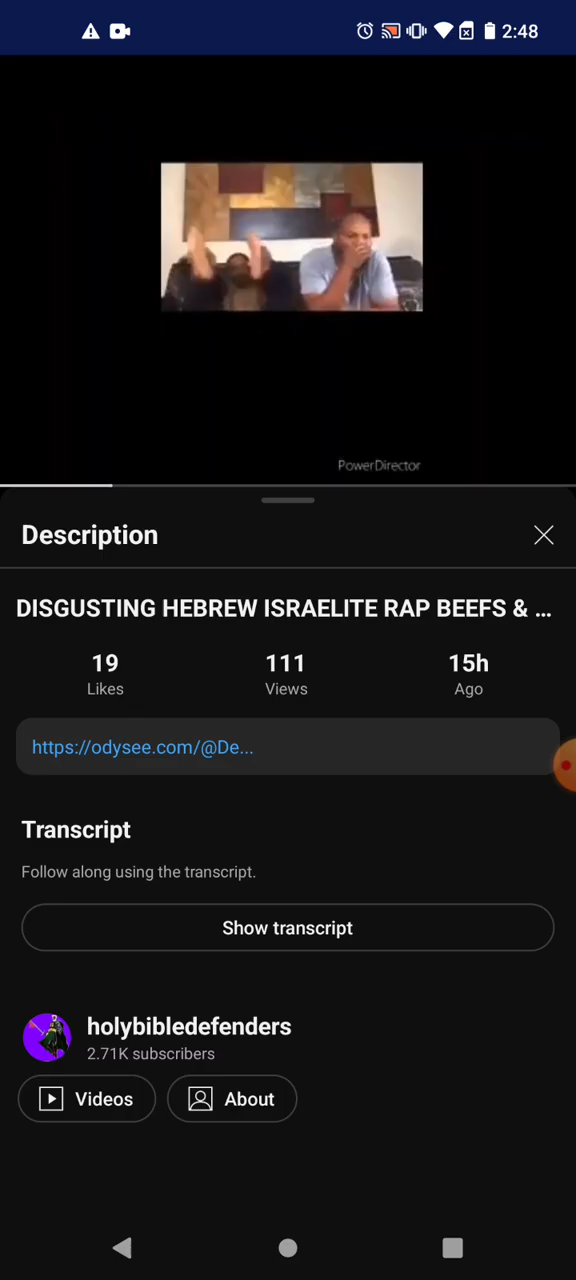 2:48
PowerDirector
Description
DISGUSTING HEBREW ISRAELITE RAP BEEFS & ...
19
111
15h
Likes
Views
Ago
https://odysee.com/@De...
Transcript
Follow along using the transcript.
Show transcript
holybibledefenders
2.71K subscribers
Videos
About